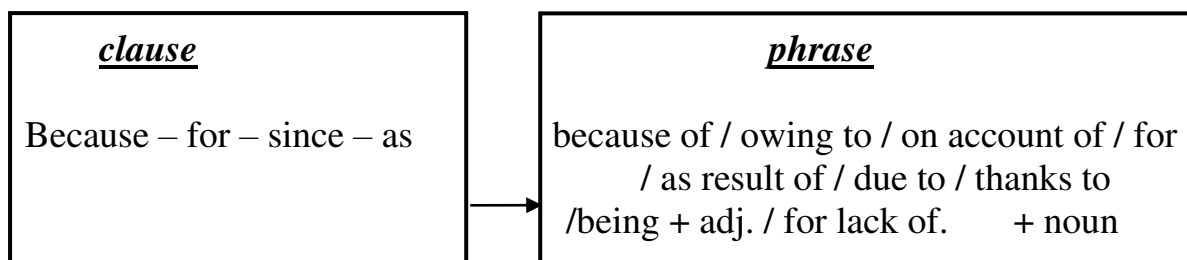 clause
Because – for – since – as
phrase
because of / owing to / on account of / for
/ as result of / due to / thanks to
/being + adj. / for lack of. + noun